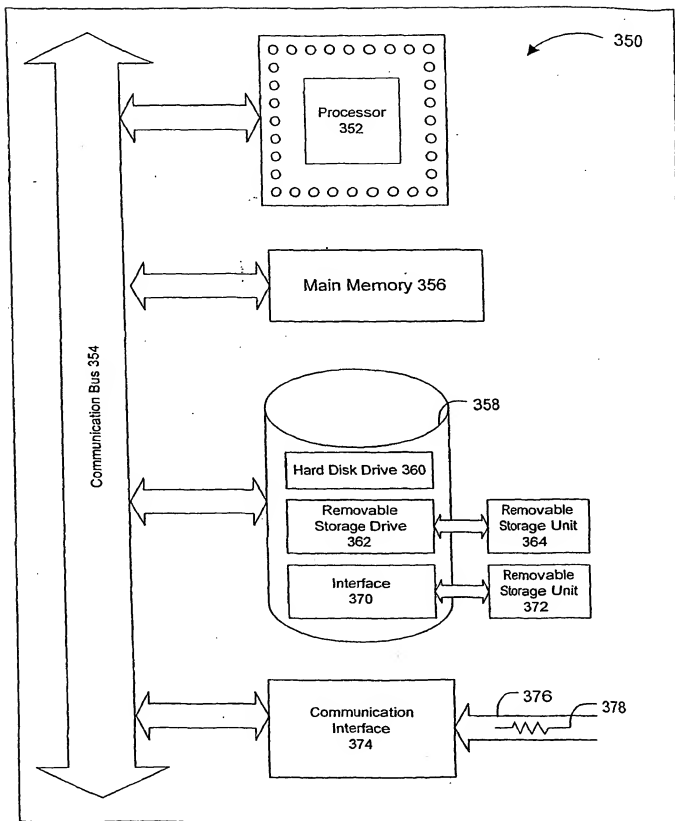 350
Processor
352
Main Memory 356
Communication Bus 354
358
Hard Disk Drive 360
Removable
Storage Drive
362
Removable
Storage Unit
364
Interface
370
Removable
Storage Unit
372
Communication
Interface
374
376
378